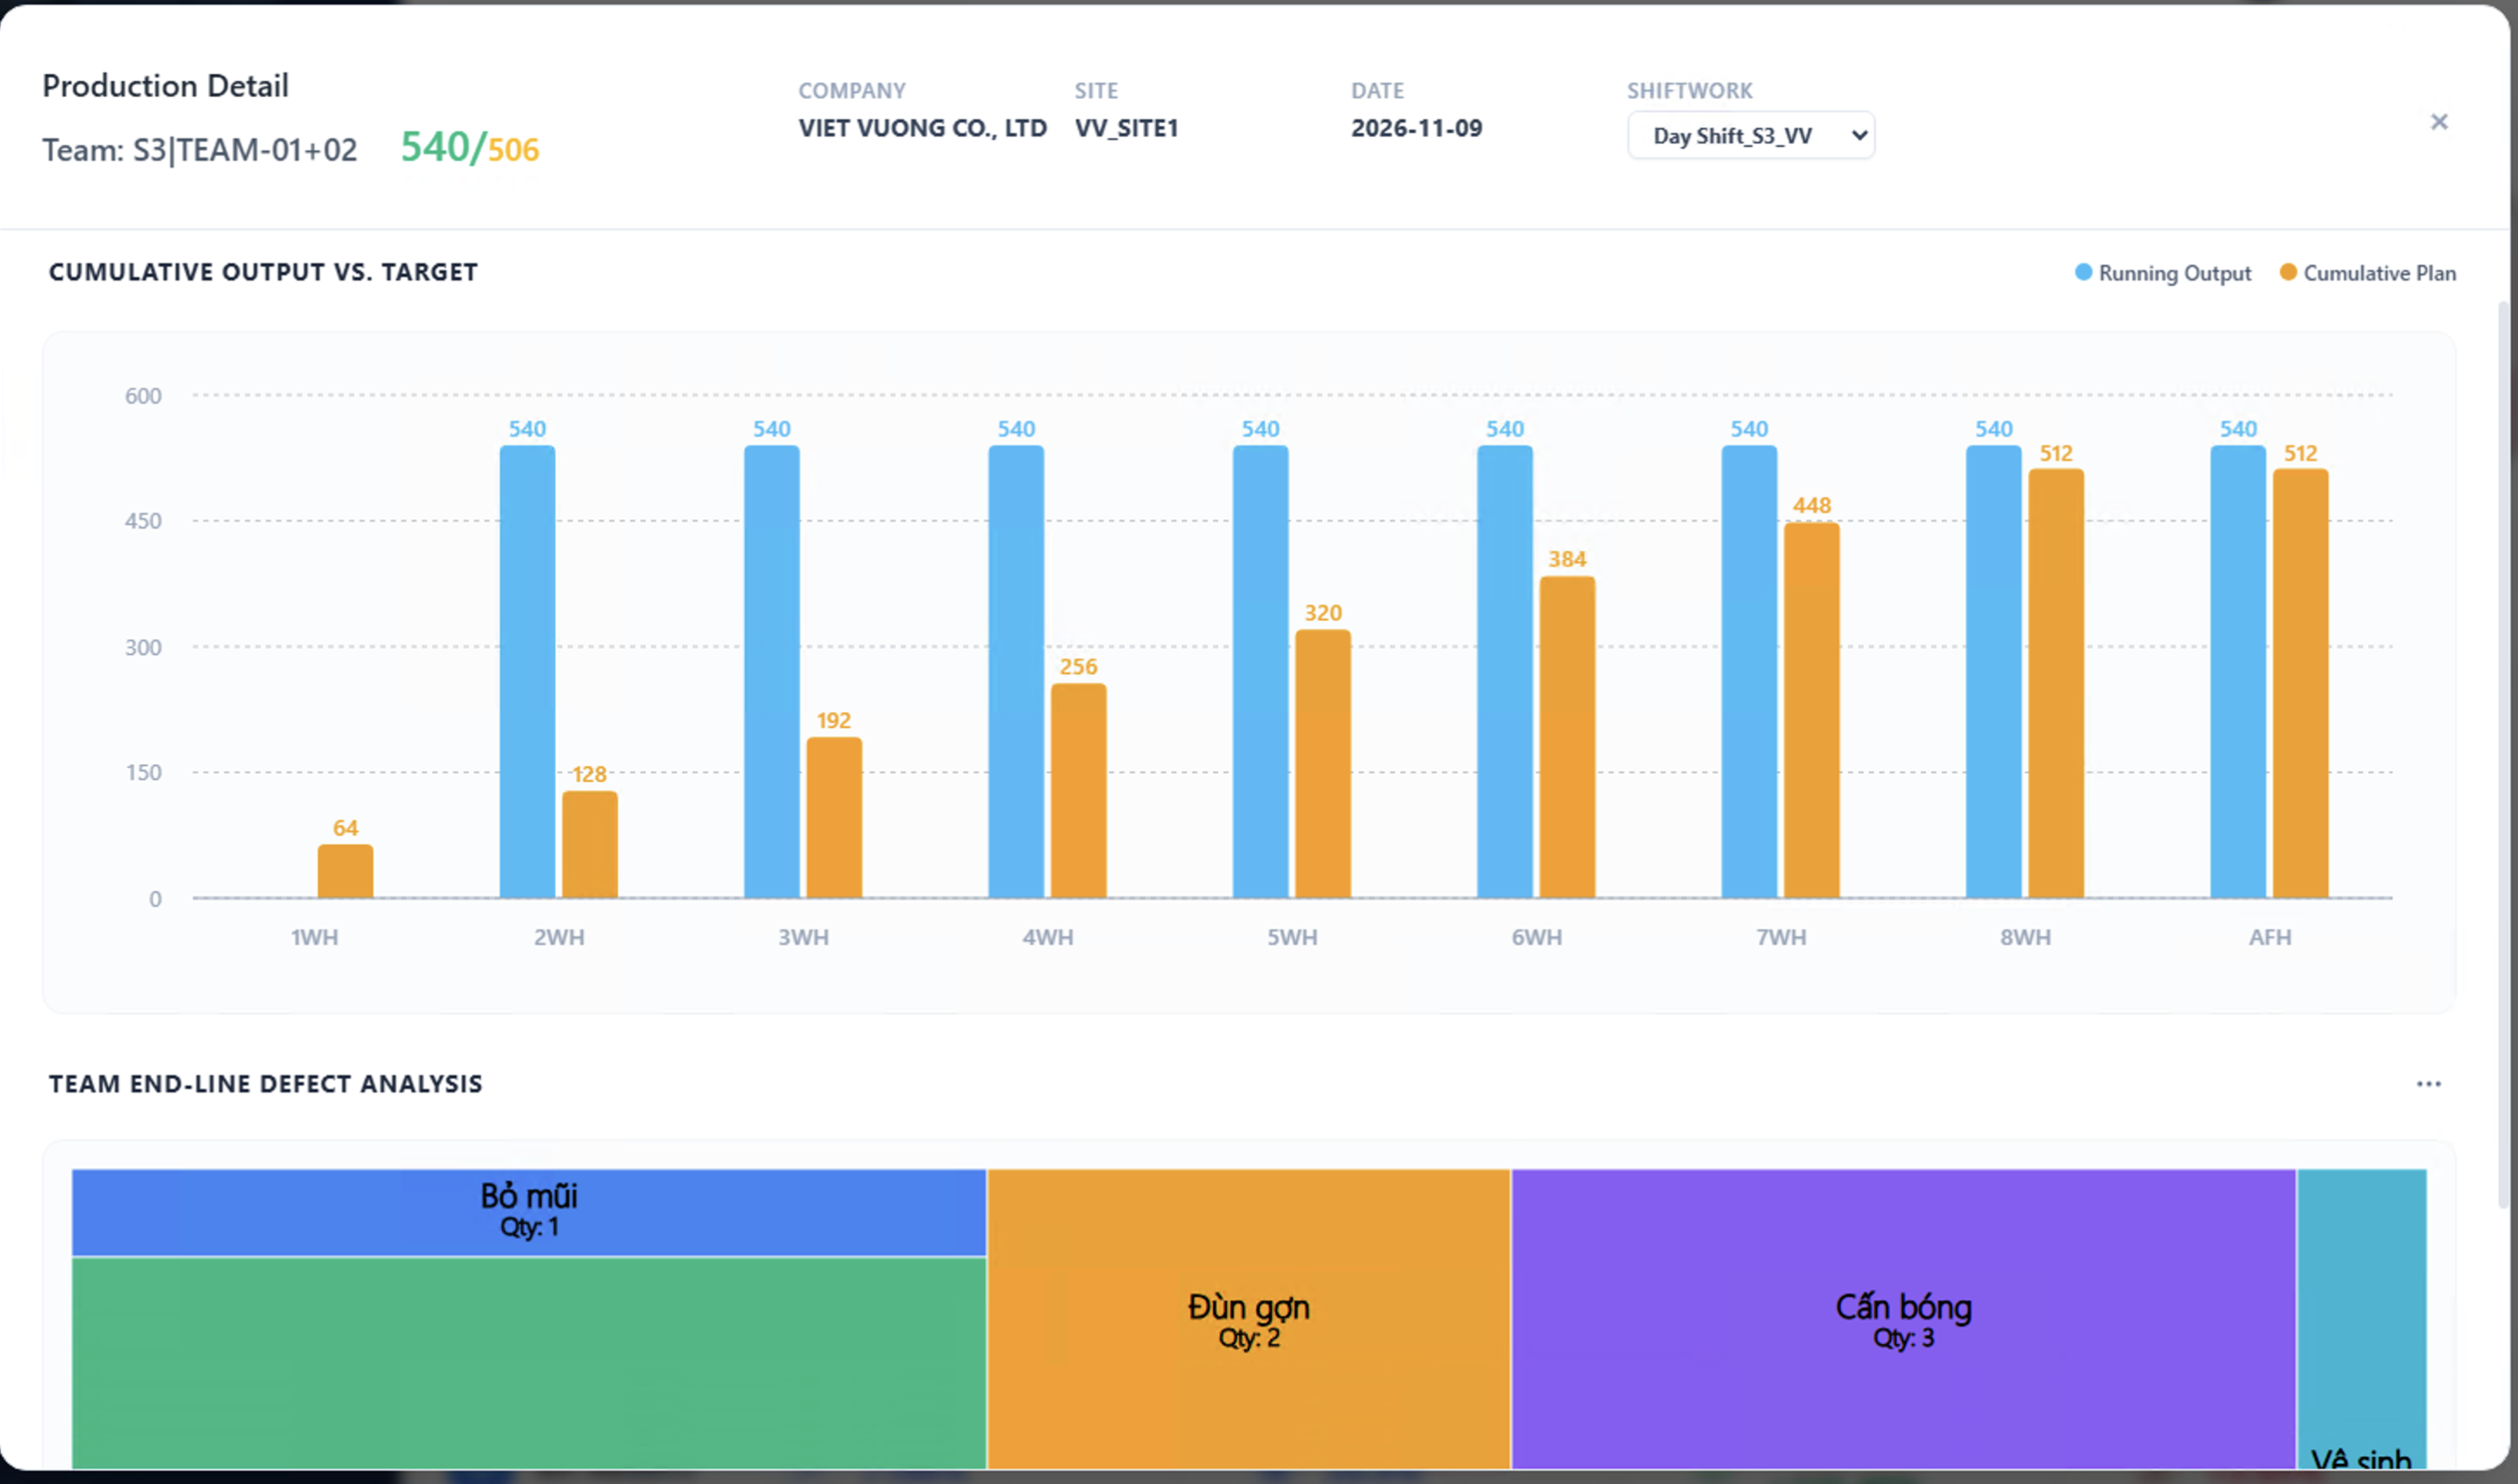 Production Detail
Team: S3|TEAM-01+02 540/506
COMPANY
VIET VUONG CO., LTD
SITE
VV_SITE1
DATE
2026-11-09
SHIFTWORK
Day Shift_S3_VV
×
CUMULATIVE OUTPUT VS. TARGET
Running Output
Cumulative Plan
600
450
300
150
0
64
540
128
540
192
540
256
540
320
540
384
540
448
540
512
540
512
1WH
2WH
3WH
4WH
5WH
6WH
7WH
8WH
AFH
TEAM END-LINE DEFECT ANALYSIS
...
Bỏ mũi
Qty: 1
Đùn gợn
Qty: 2
Cấn bóng
Qty: 3
sinh